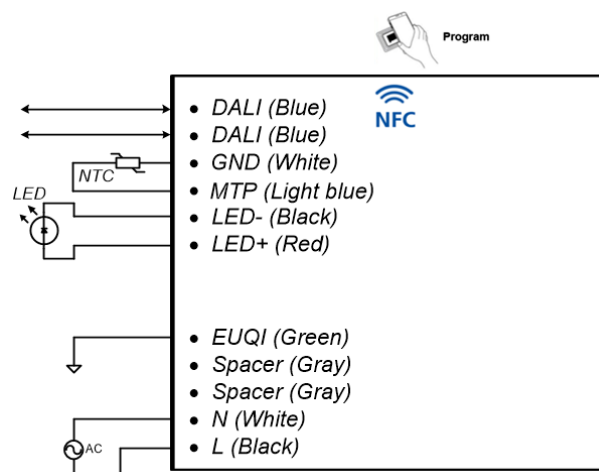 Program
NFC
• DALI (Blue)
• DALI (Blue)
• GND (White)
NTC
• MTP (Light blue)
LED
• LED- (Black)
• LED+ (Red)
• EUQI (Green)
• Spacer (Gray)
• Spacer (Gray)
• N (White)
AC
• L (Black)